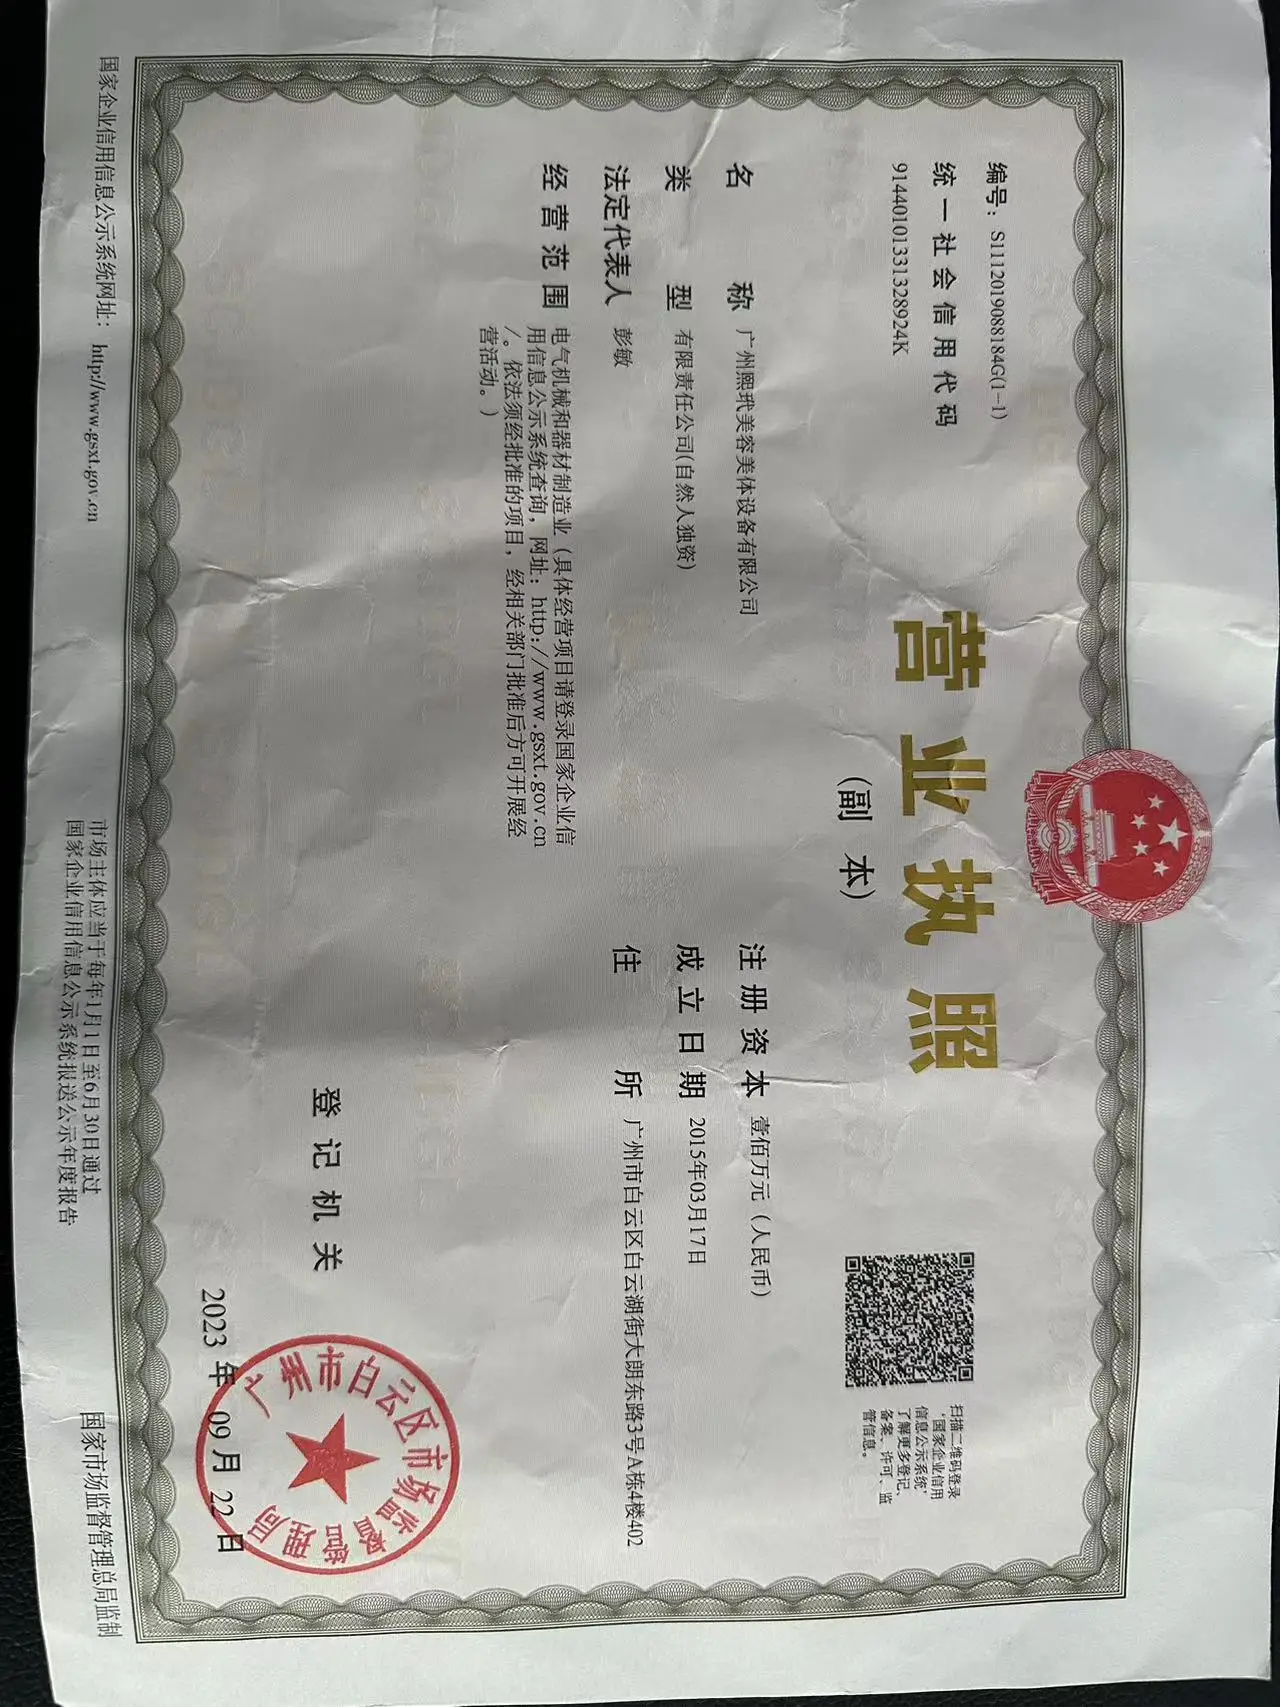 编号：S1112019088184G(1-1)
统一社会信用代码
91440101331328924K
营业执照
（副 本）
扫描二维码登录
‘国家企业信用
信息公示系统’
了解更多登记、
备案、许可、监
管信息。
名 称 广州熙玳美容美体设备有限公司
类 型 有限责任公司(自然人独资)
法定代表人 彭敏
经营范围 电气机械和器材制造业（具体经营项目请登录国家企业信
用信息公示系统查询，网址：http://www.gsxt.gov.cn
/。依法须经批准的项目，经相关部门批准后方可开展经
营活动。）
注册资本 壹佰万元（人民币）
成立日期 2015年03月17日
住 所 广州市白云区白云湖街大朗东路3号A栋4楼402
登记机关
广州市白云区市场监督管理局
2023 年 09 月 22 日
国家企业信用信息公示系统网址：http://www.gsxt.gov.cn
市场主体应当于每年1月1日至6月30日通过
国家企业信用信息公示系统报送公示年度报告
国家市场监督管理总局监制